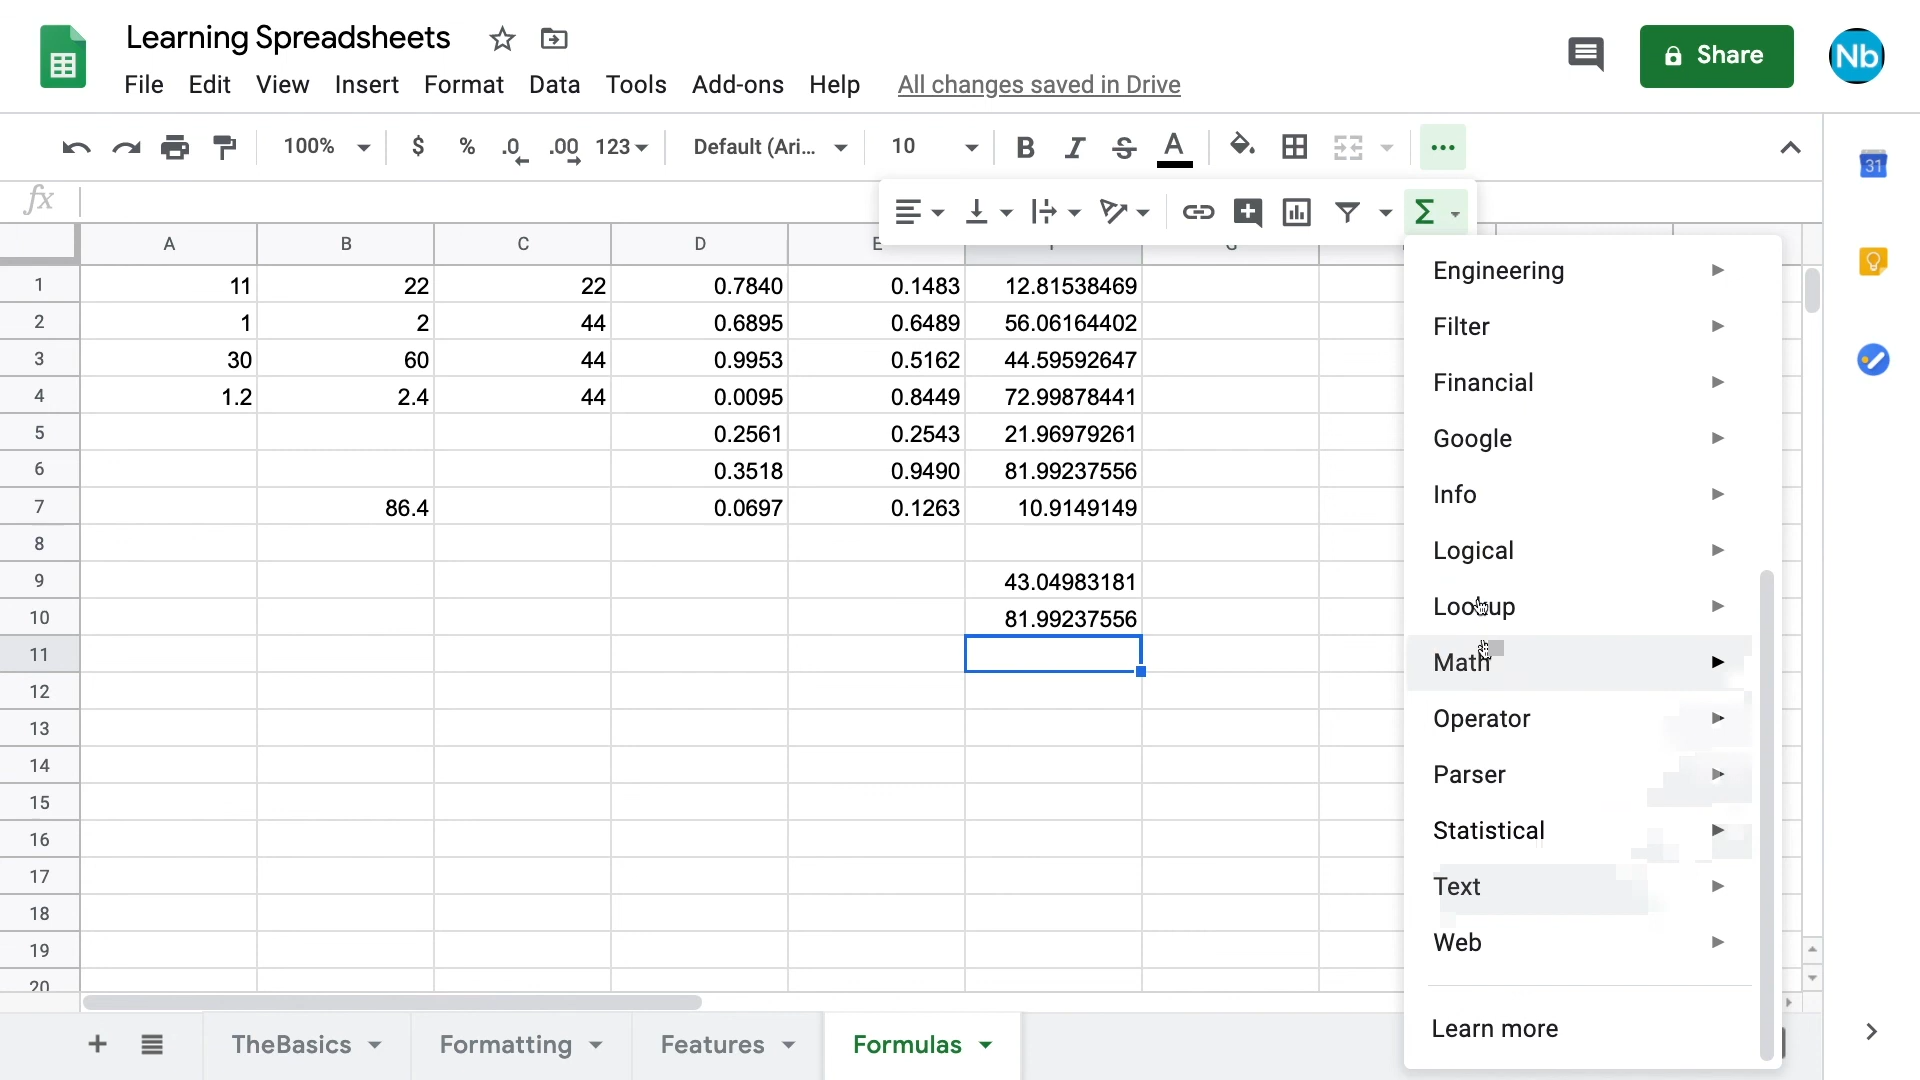 Learning Spreadsheets
File Edit View Insert Format Data Tools Add-ons Help All changes saved in Drive
Share
Nb
100% $ % .0 .00 123 Default (Ari... 10 B I S A
31
fx
A B C D
1 11 22 22 0.7840 0.1483 12.81538469
2 1 2 44 0.6895 0.6489 56.06164402
3 30 60 44 0.9953 0.5162 44.59592647
4 1.2 2.4 44 0.0095 0.8449 72.99878441
5 0.2561 0.2543 21.96979261
6 0.3518 0.9490 81.99237556
7 86.4 0.0697 0.1263 10.9149149
8
9 43.04983181
10 81.99237556
11
12
13
14
15
16
17
18
19
20
Engineering
Filter
Financial
Google
Info
Logical
Lookup
Math
Operator
Parser
Statistical
Text
Web
Learn more
TheBasics Formatting Features Formulas